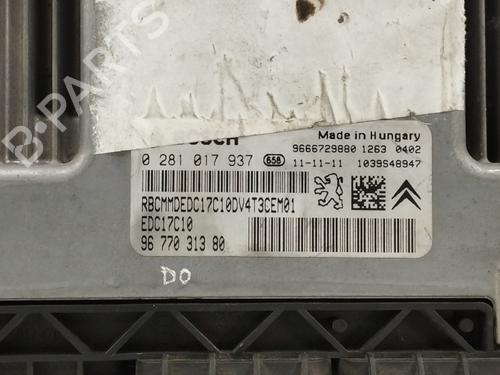 B-PARTS
BOSCH
Made in Hungary
9666729880 1263 0402
0 281 017 937 658 11-11-11 1039S48947
RBCMMDEDC17C10DV4T3CEM01
EDC17C10
96 770 313 80
DO